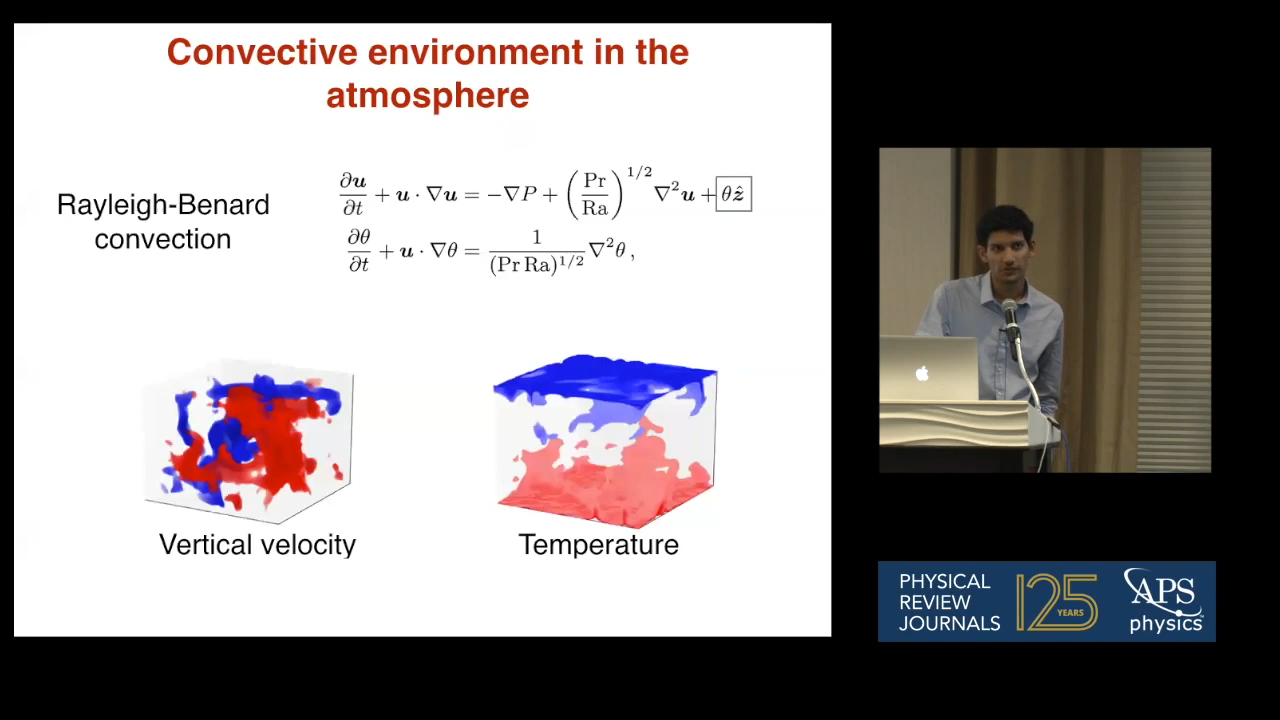 Convective environment in the
atmosphere
Rayleigh-Benard
convection
∂u/∂t + u · ∇u = −∇P + (Pr/Ra)^{1/2} ∇²u + θẑ
∂θ/∂t + u · ∇θ = 1/(Pr Ra)^{1/2} ∇²θ ,
Vertical velocity
Temperature
PHYSICAL
REVIEW
JOURNALS
125
YEARS
APS
physics